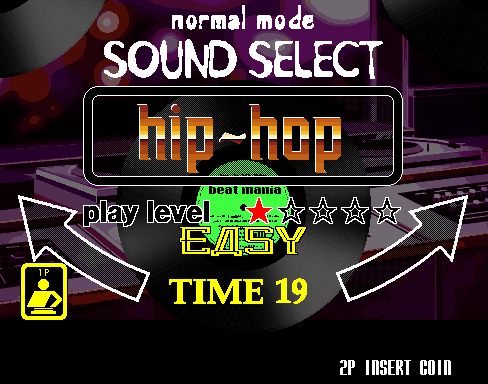 normal mode
SOUND SELECT
hip~hop
beat mania
play level ★☆☆☆☆
EASY
TIME 19
1P
2P INSERT COIN